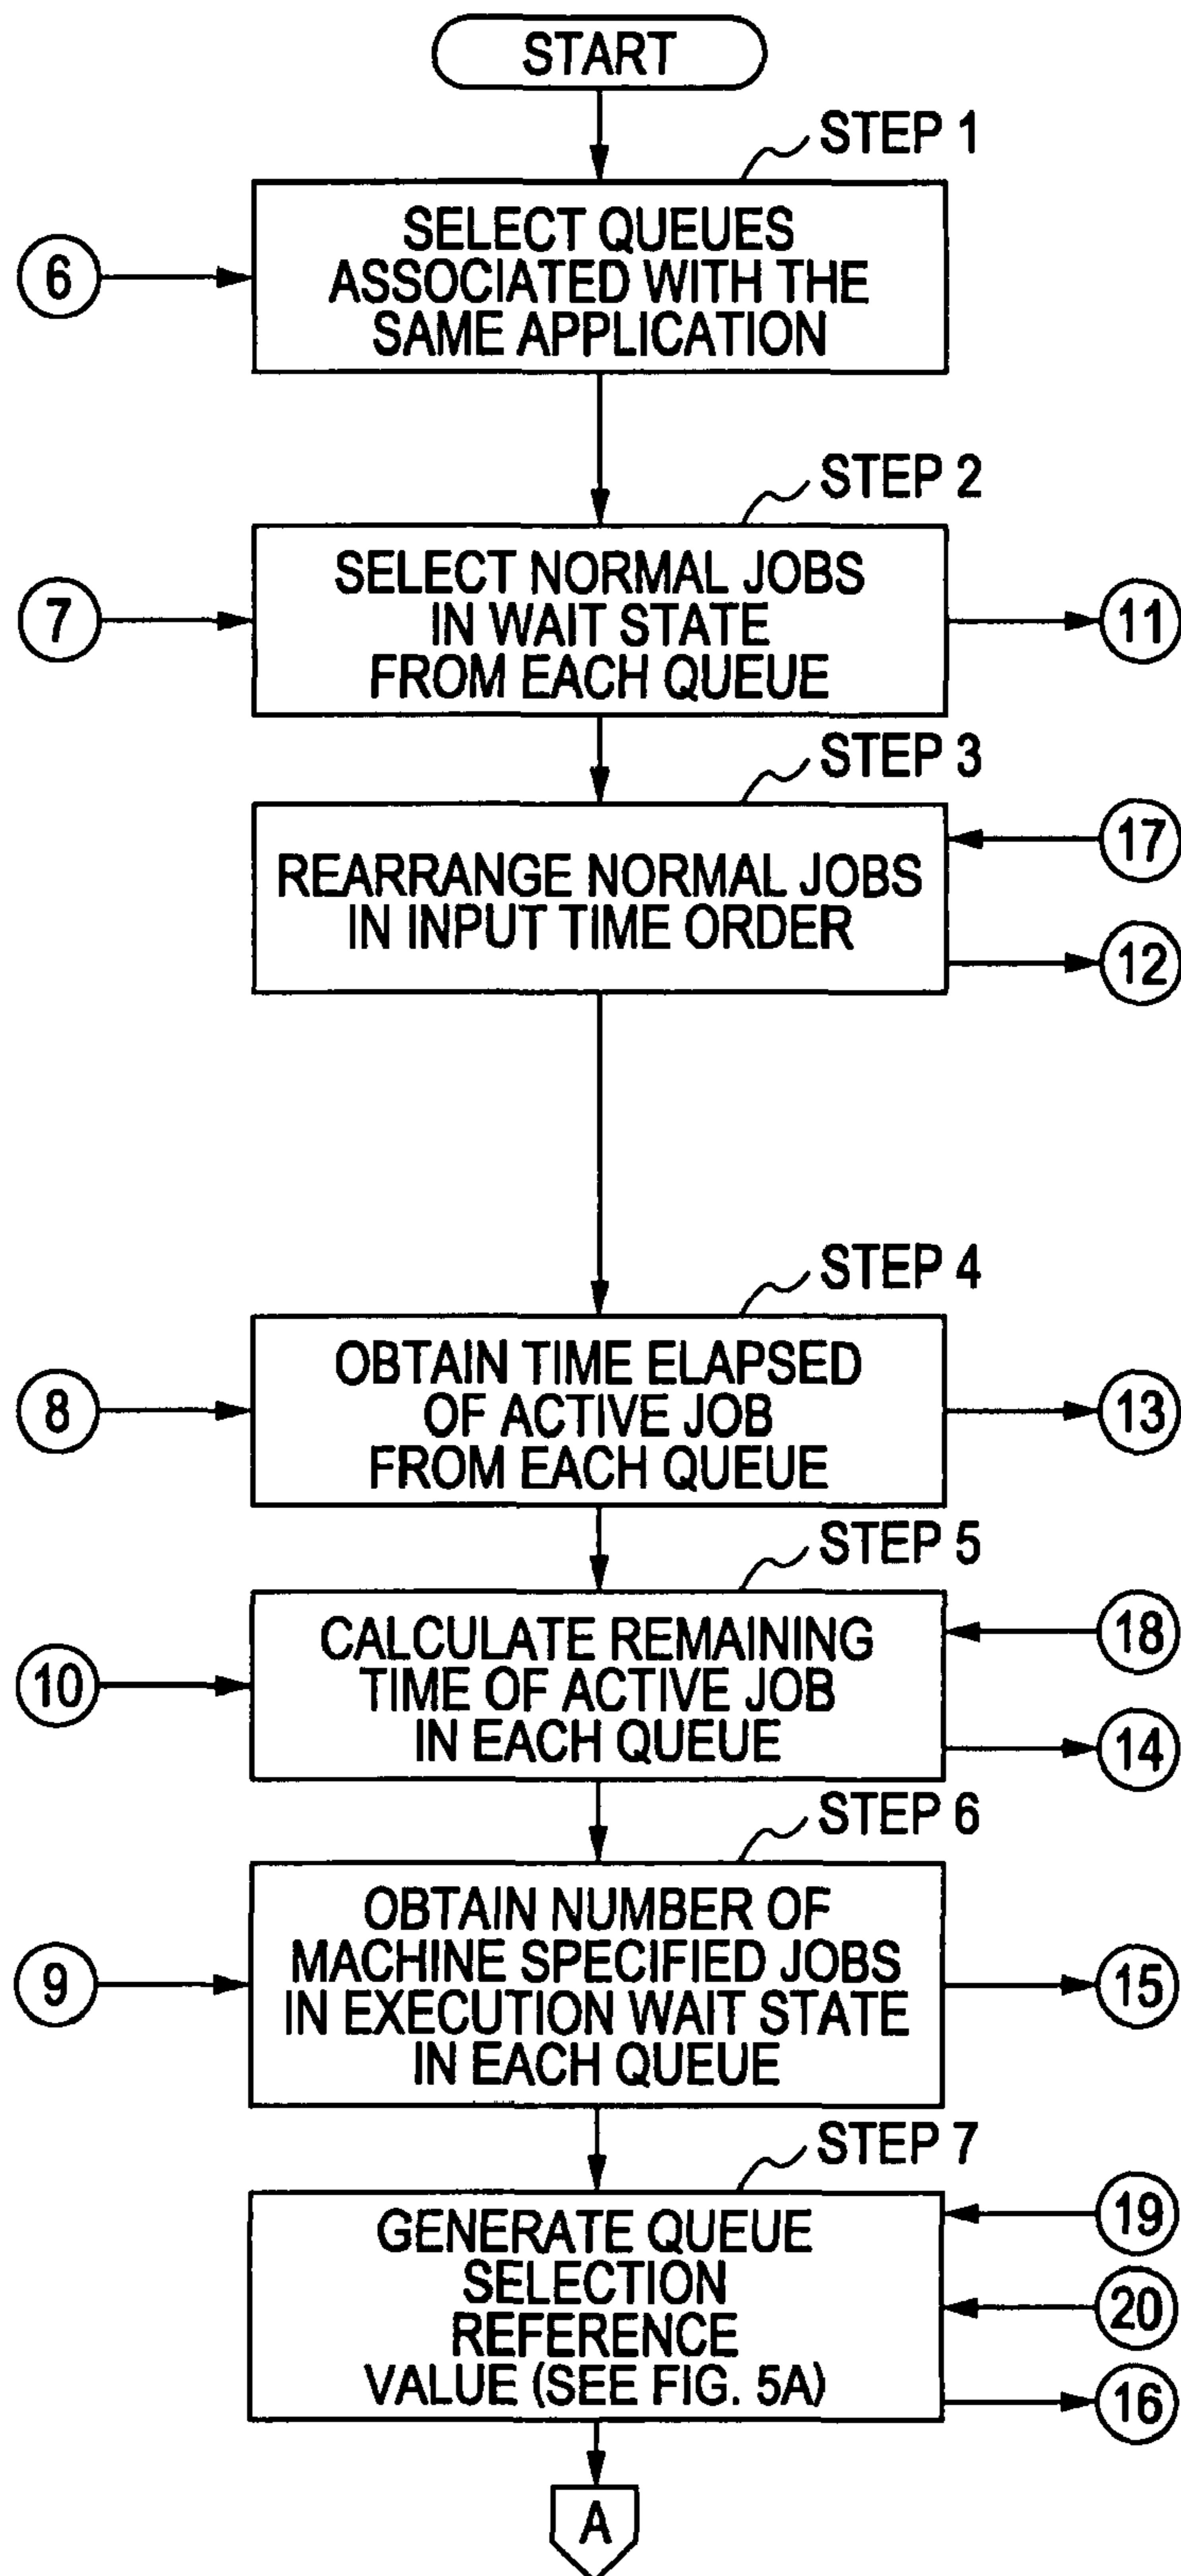 START
STEP 1
SELECT QUEUES
ASSOCIATED WITH THE
SAME APPLICATION
6
STEP 2
SELECT NORMAL JOBS
IN WAIT STATE
FROM EACH QUEUE
7
11
STEP 3
REARRANGE NORMAL JOBS
IN INPUT TIME ORDER
17
12
STEP 4
OBTAIN TIME ELAPSED
OF ACTIVE JOB
FROM EACH QUEUE
8
13
STEP 5
CALCULATE REMAINING
TIME OF ACTIVE JOB
IN EACH QUEUE
10
18
14
STEP 6
OBTAIN NUMBER OF
MACHINE SPECIFIED JOBS
IN EXECUTION WAIT STATE
IN EACH QUEUE
9
15
STEP 7
GENERATE QUEUE
SELECTION
REFERENCE
VALUE (SEE FIG. 5A)
19
20
16
A